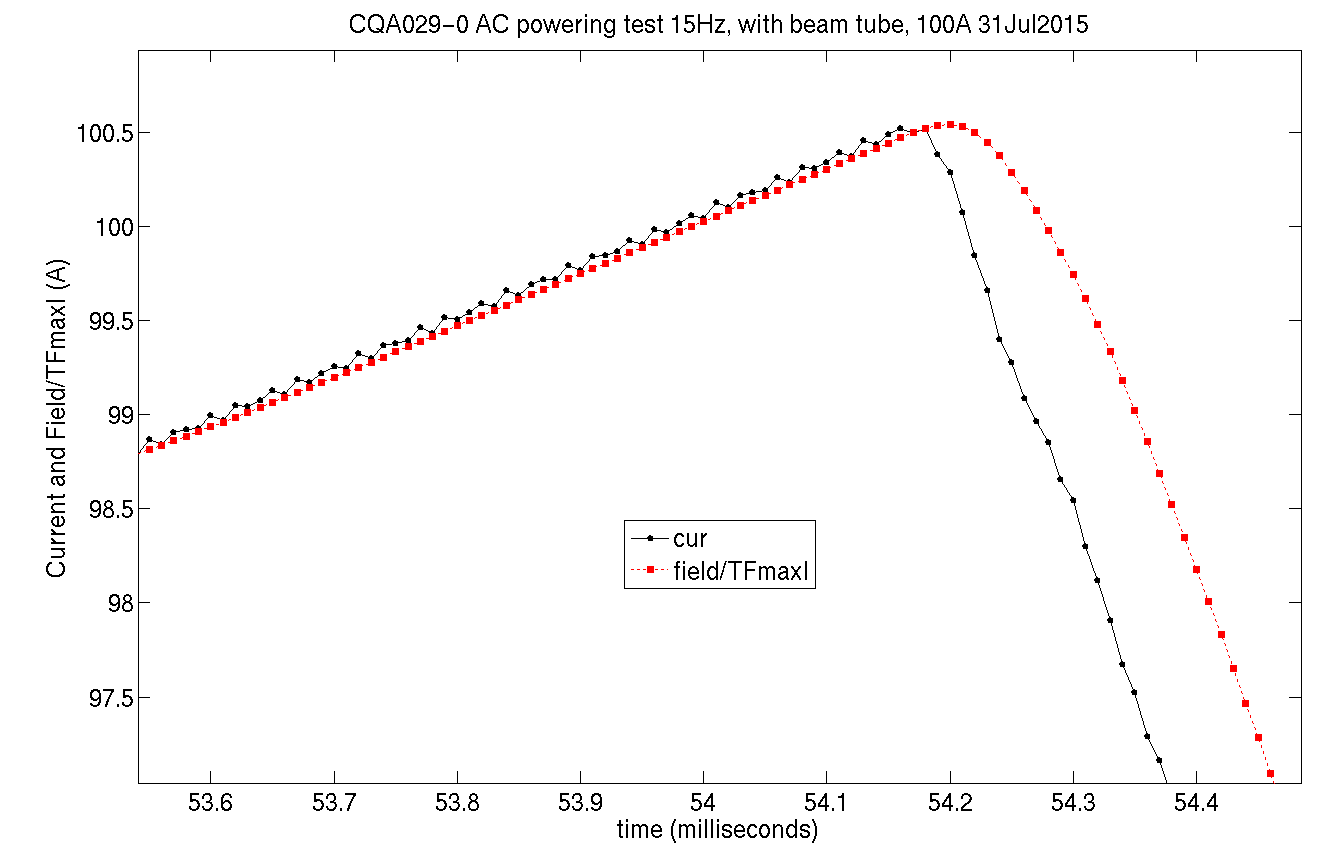 CQA029−0 AC powering test 15Hz, with beam tube, 100A 31Jul2015
100.5
100
99.5
99
98.5
98
97.5
Current and Field/TFmaxI (A)
cur
field/TFmaxI
53.6 53.7 53.8 53.9 54 54.1 54.2 54.3 54.4
time (milliseconds)